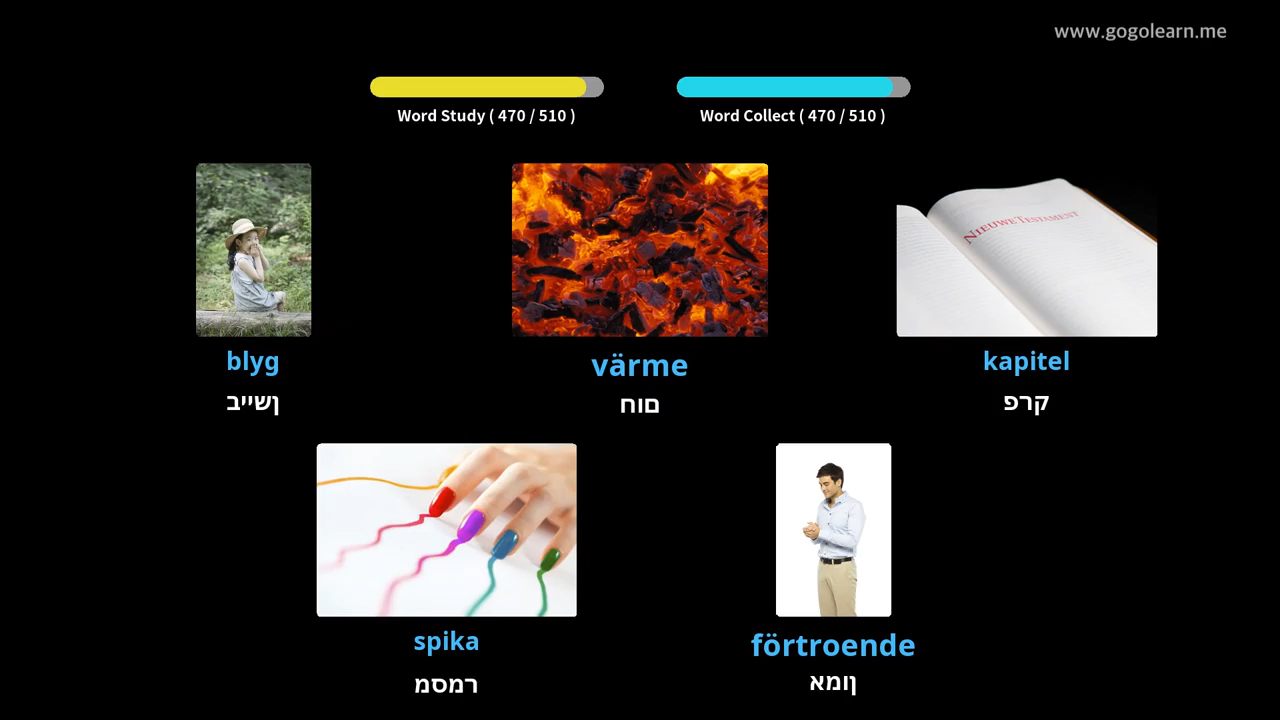 www.gogolearn.me
Word Study ( 470 / 510 )
Word Collect ( 470 / 510 )
NIEUWE TESTAMENT
blyg
ןשייב
värme
םוח
kapitel
קרפ
spika
רמסמ
förtroende
ןומא